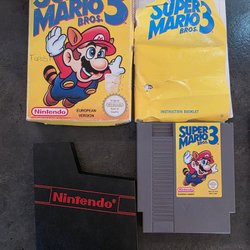 SUPER
MARIO
BROS. 3
Nintendo
EUROPEAN
VERSION
SUPER
MARIO
BROS. 3
INSTRUCTION BOOKLET
Nintendo
SUPER
MARIO
BROS. 3